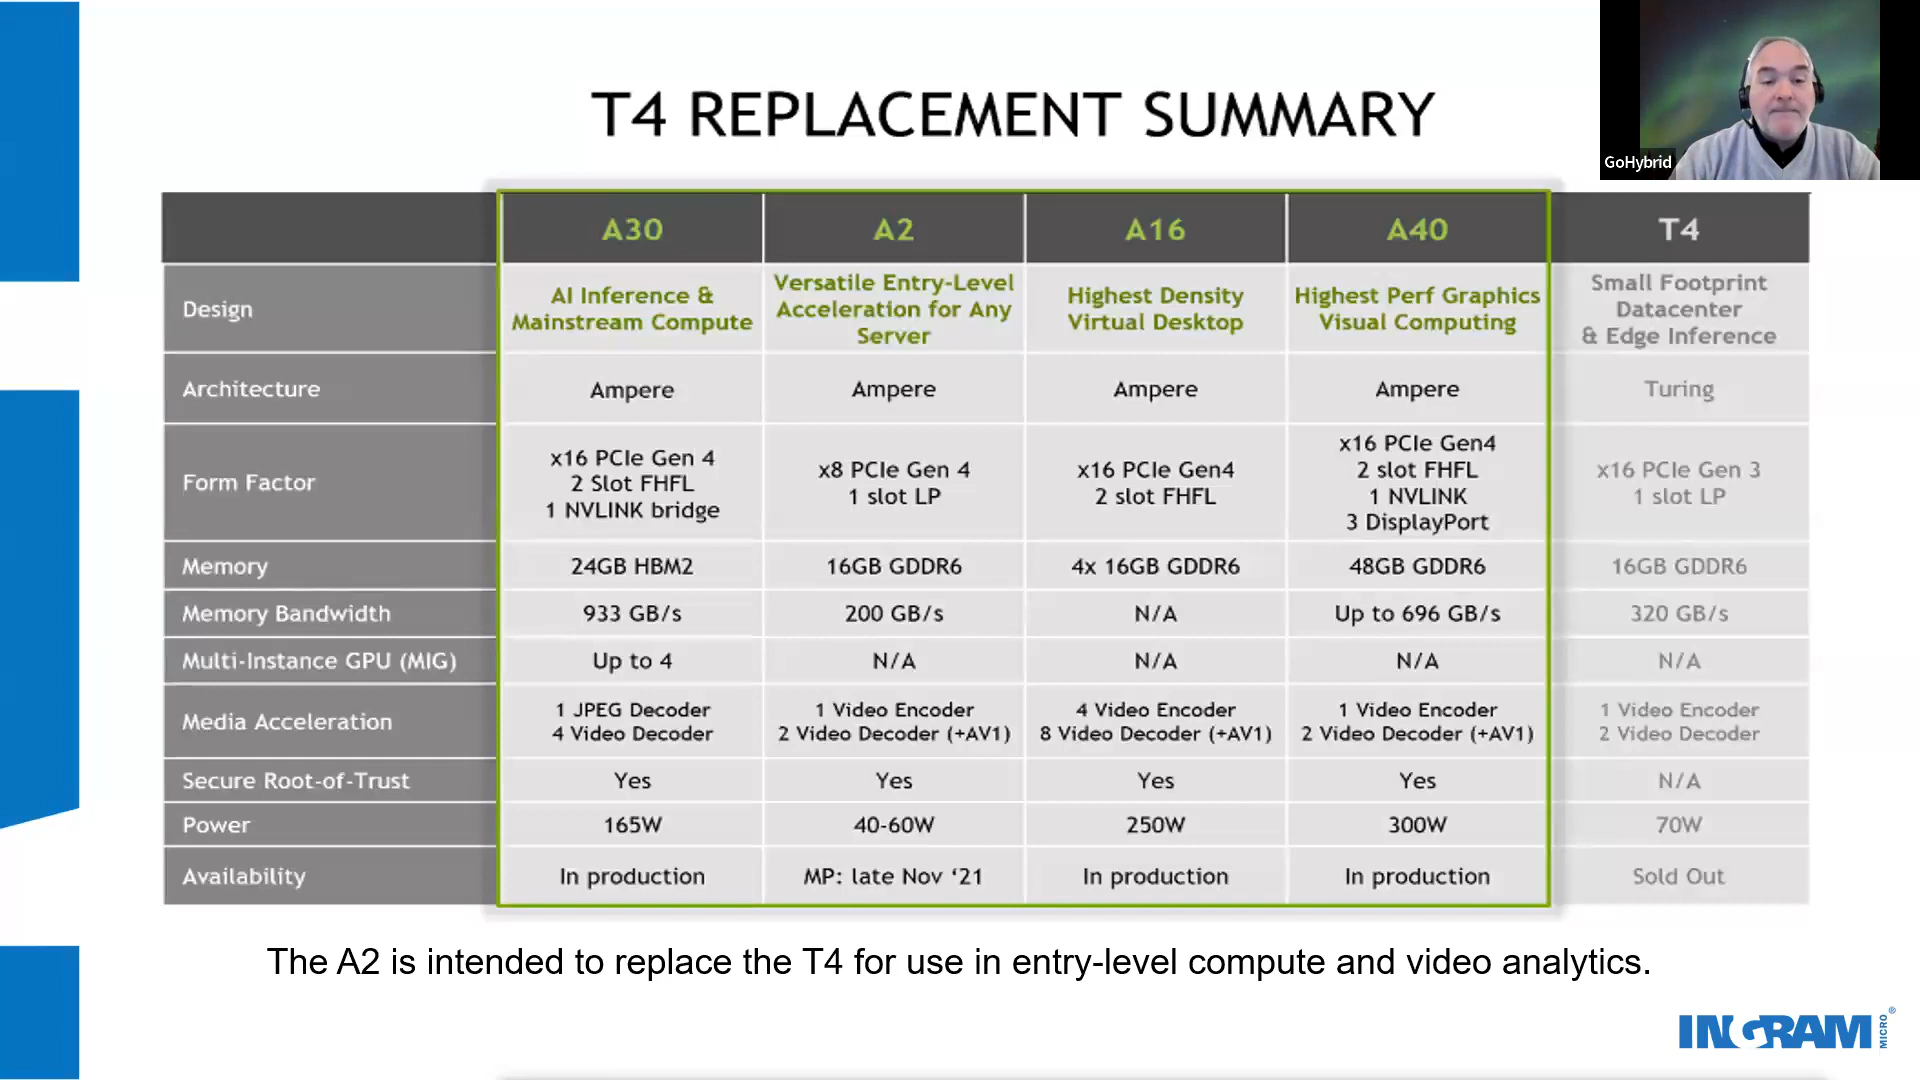 T4 REPLACEMENT SUMMARY
GoHybrid
A30 A2 A16 A40 T4
Design
AI Inference &
Mainstream Compute
Versatile Entry-Level
Acceleration for Any
Server
Highest Density
Virtual Desktop
Highest Perf Graphics
Visual Computing
Small Footprint
Datacenter
& Edge Inference
Architecture Ampere Ampere Ampere Ampere Turing
Form Factor
x16 PCIe Gen 4
2 Slot FHFL
1 NVLINK bridge
x8 PCIe Gen 4
1 slot LP
x16 PCIe Gen4
2 slot FHFL
x16 PCIe Gen4
2 slot FHFL
1 NVLINK
3 DisplayPort
x16 PCIe Gen 3
1 slot LP
Memory 24GB HBM2 16GB GDDR6 4x 16GB GDDR6 48GB GDDR6 16GB GDDR6
Memory Bandwidth 933 GB/s 200 GB/s N/A Up to 696 GB/s 320 GB/s
Multi-Instance GPU (MIG) Up to 4 N/A N/A N/A N/A
Media Acceleration
1 JPEG Decoder
4 Video Decoder
1 Video Encoder
2 Video Decoder (+AV1)
4 Video Encoder
8 Video Decoder (+AV1)
1 Video Encoder
2 Video Decoder (+AV1)
1 Video Encoder
2 Video Decoder
Secure Root-of-Trust Yes Yes Yes Yes N/A
Power 165W 40-60W 250W 300W 70W
Availability In production MP: late Nov ‘21 In production In production Sold Out
The A2 is intended to replace the T4 for use in entry-level compute and video analytics.
INGRAM MICRO®